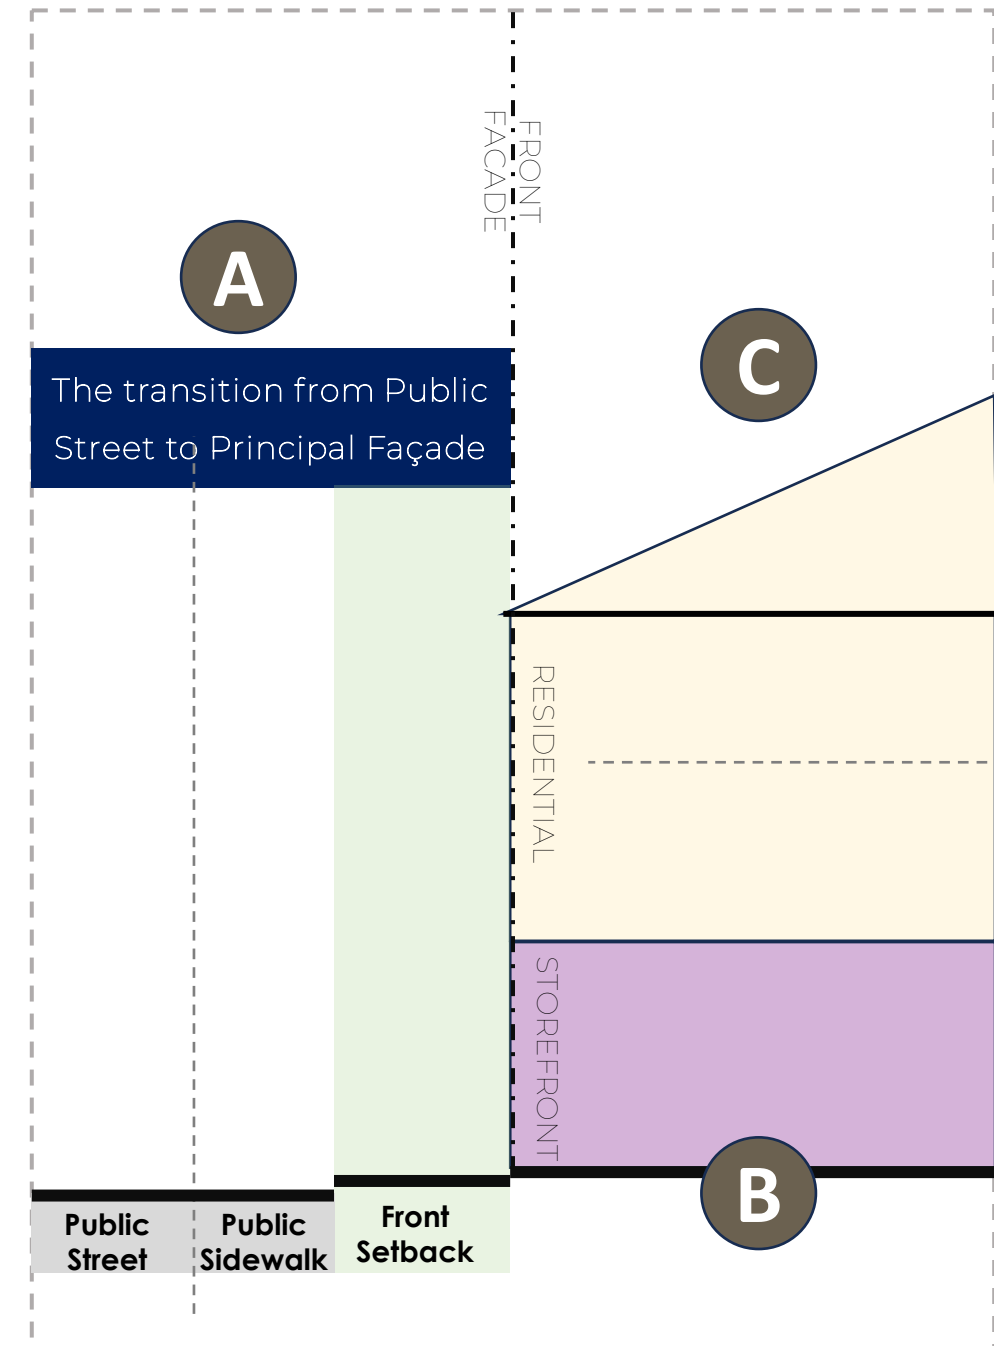 FRONT
FACADE
A
C
The transition from Public
Street to Principal Façade
RESIDENTIAL
STOREFRONT
B
Public
Street
Public
Sidewalk
Front
Setback